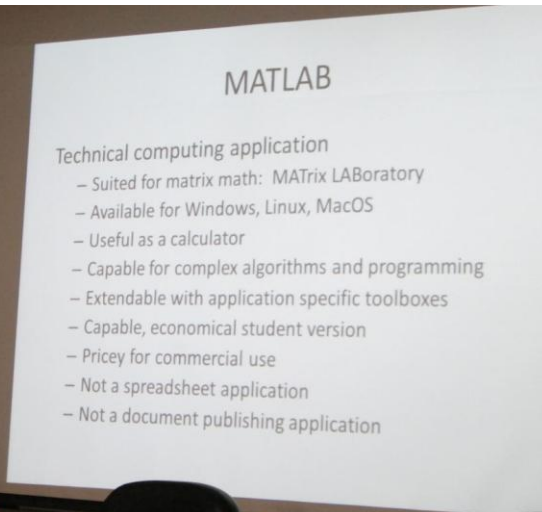 MATLAB
Technical computing application
– Suited for matrix math: MATrix LABoratory
– Available for Windows, Linux, MacOS
– Useful as a calculator
– Capable for complex algorithms and programming
– Extendable with application specific toolboxes
– Capable, economical student version
– Pricey for commercial use
– Not a spreadsheet application
– Not a document publishing application